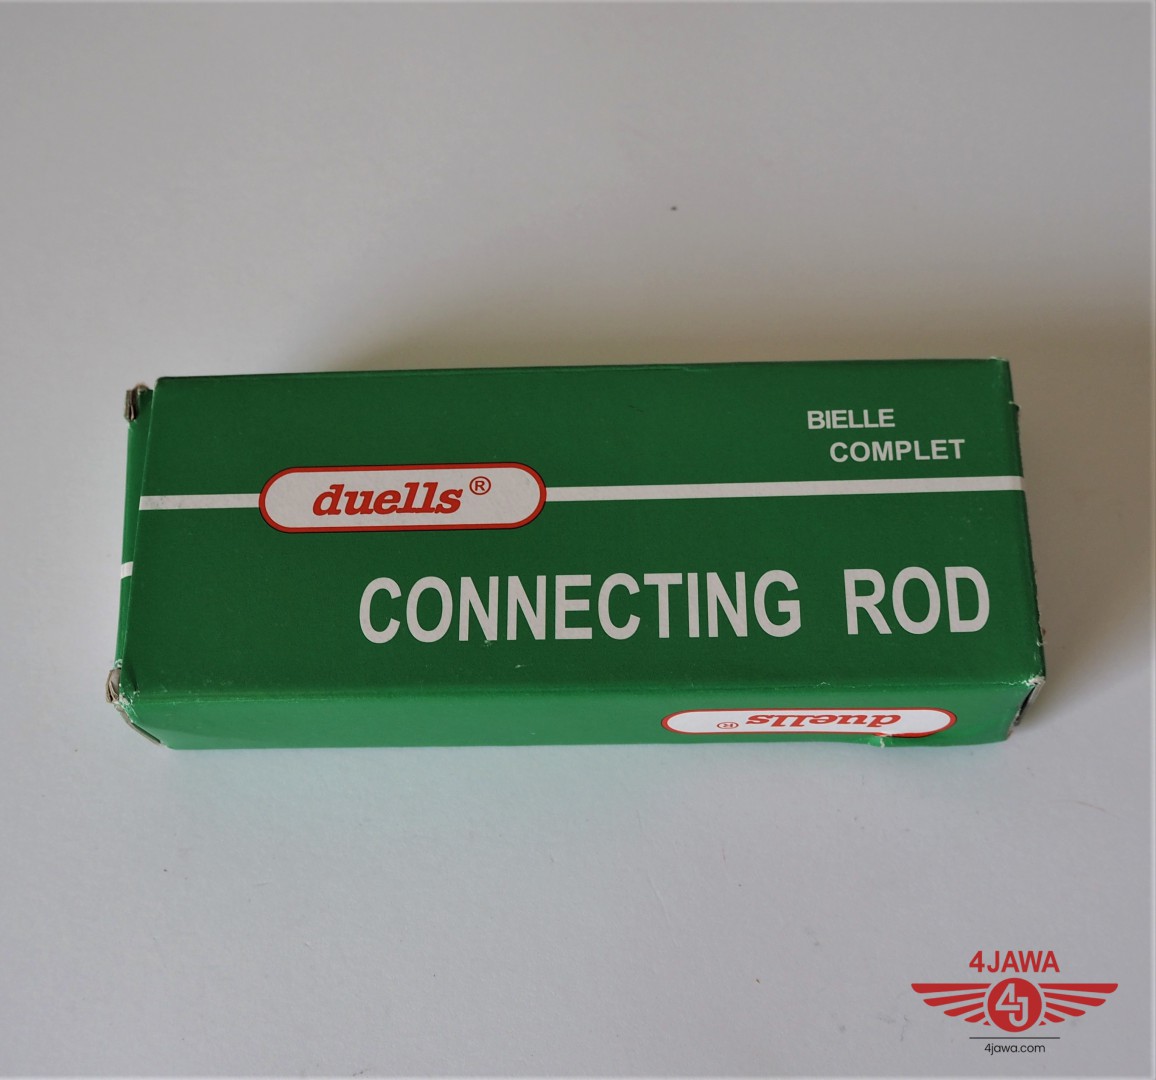 BIELLE
COMPLET
duells®
CONNECTING ROD
duells®
4JAWA
4J
4jawa.com